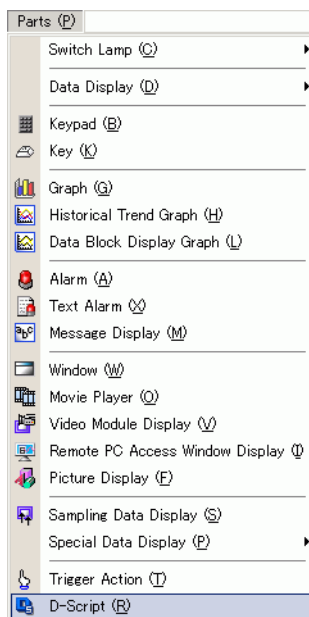 Parts (P)
Switch Lamp (C)
Data Display (D)
Keypad (B)
Key (K)
Graph (G)
Historical Trend Graph (H)
Data Block Display Graph (L)
Alarm (A)
Text Alarm (X)
Message Display (M)
Window (W)
Movie Player (O)
Video Module Display (V)
Remote PC Access Window Display (I)
Picture Display (F)
Sampling Data Display (S)
Special Data Display (P)
Trigger Action (T)
D-Script (R)